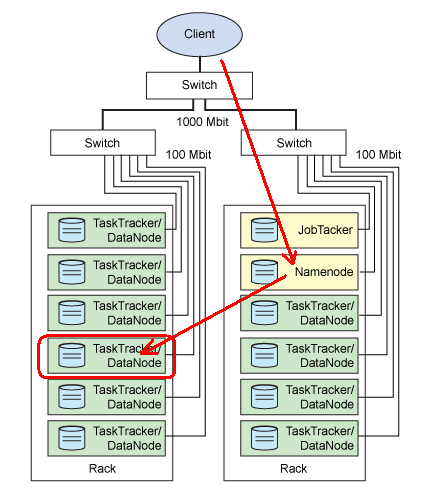 Client
Switch
1000 Mbit
Switch
100 Mbit
Switch
100 Mbit
TaskTracker/
DataNode
TaskTracker/
DataNode
TaskTracker/
DataNode
TaskTracker/
DataNode
TaskTracker/
DataNode
TaskTracker/
DataNode
Rack
JobTacker
Namenode
TaskTracker/
DataNode
TaskTracker/
DataNode
TaskTracker/
DataNode
TaskTracker/
DataNode
Rack